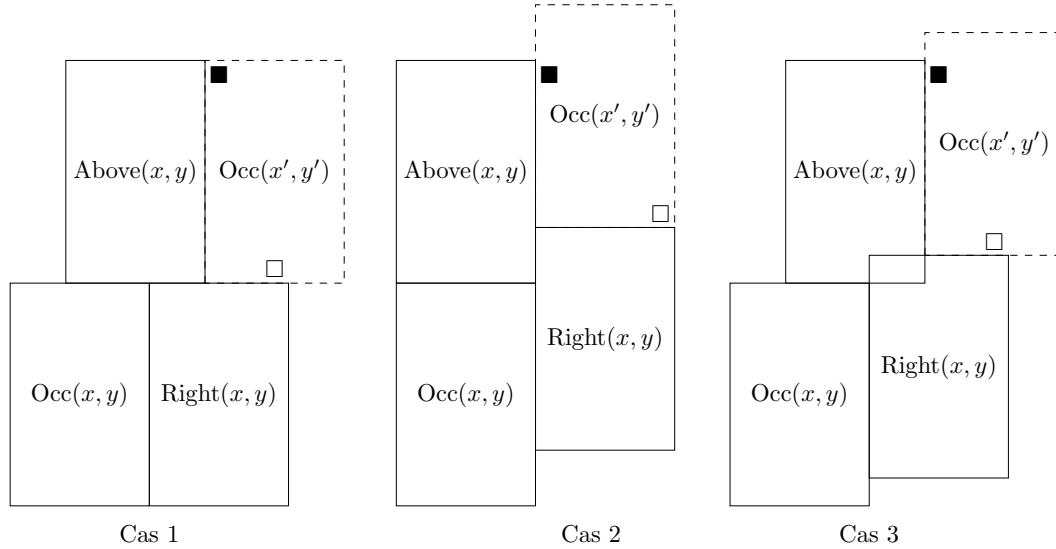 Above(x, y)
Occ(x′, y′)
Occ(x, y)
Right(x, y)
Cas 1
Occ(x′, y′)
Above(x, y)
Right(x, y)
Occ(x, y)
Cas 2
Occ(x′, y′)
Above(x, y)
Right(x, y)
Occ(x, y)
Cas 3